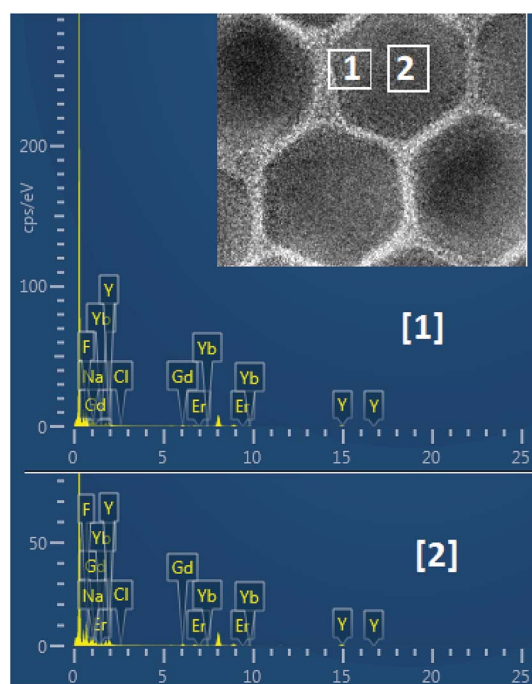 1 2
200
100
0
cps/eV
Y
Yb
F
Na
Cl
Gd
Gd
Yb
Er
Yb
Er
Y
Y
[1]
0 5 10 15 20 25
50
0
F
Y
Yb
Gd
Na
Er
Cl
Gd
Yb
Er
Yb
Er
Y
Y
[2]
0 5 10 15 20 25